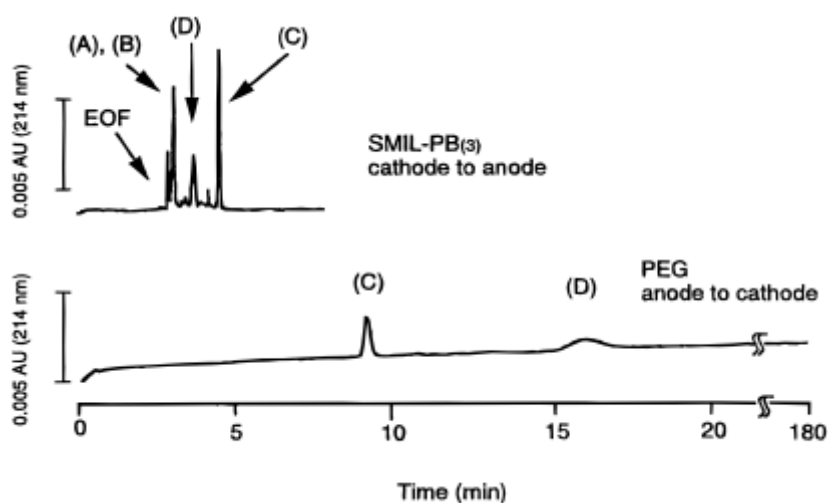 (D)
(A), (B)
(C)
EOF
0.005 AU (214 nm)
SMIL-PB(3)
cathode to anode
PEG
anode to cathode
(C)
(D)
0.005 AU (214 nm)
0 5 10 15 20 180
Time (min)